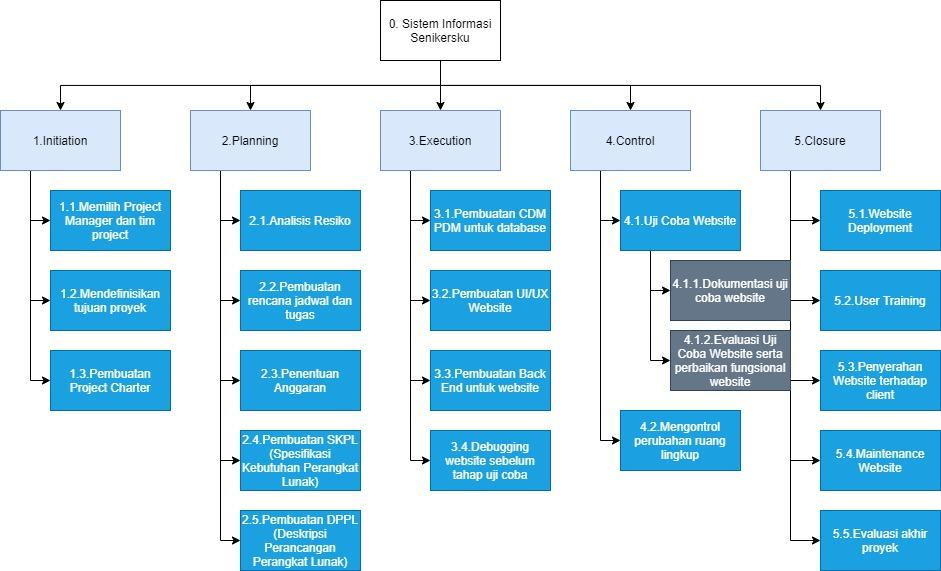 0. Sistem Informasi
Senikersku
1.Initiation
2.Planning
3.Execution
4.Control
5.Closure
1.1.Memilih Project
Manager dan tim
project
1.2.Mendefinisikan
tujuan proyek
1.3.Pembuatan
Project Charter
2.1.Analisis Resiko
2.2.Pembuatan
rencana jadwal dan
tugas
2.3.Penentuan
Anggaran
2.4.Pembuatan SKPL
(Spesifikasi
Kebutuhan Perangkat
Lunak)
2.5.Pembuatan DPPL
(Deskripsi
Perancangan
Perangkat Lunak)
3.1.Pembuatan CDM
PDM untuk database
3.2.Pembuatan UI/UX
Website
3.3.Pembuatan Back
End untuk website
3.4.Debugging
website sebelum
tahap uji coba
4.1.Uji Coba Website
4.1.1.Dokumentasi uji
coba website
4.1.2.Evaluasi Uji
Coba Website serta
perbaikan fungsional
website
4.2.Mengontrol
perubahan ruang
lingkup
5.1.Website
Deployment
5.2.User Training
5.3.Penyerahan
Website terhadap
client
5.4.Maintenance
Website
5.5.Evaluasi akhir
proyek